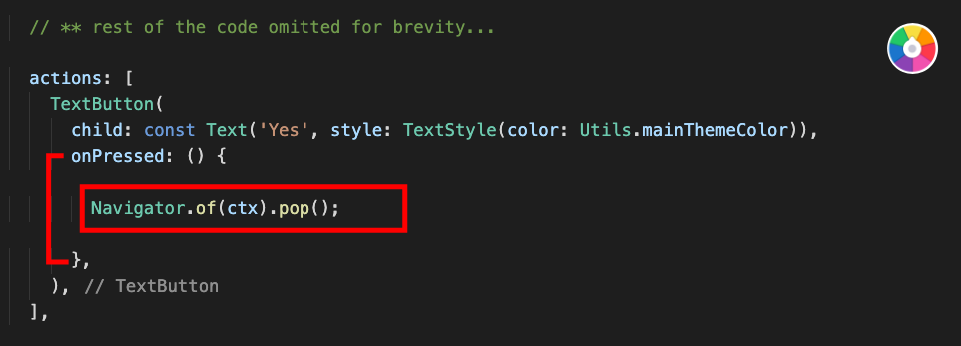 // ** rest of the code omitted for brevity...
actions: [
TextButton(
child: const Text('Yes', style: TextStyle(color: Utils.mainThemeColor)),
onPressed: () {
Navigator.of(ctx).pop();
},
), // TextButton
],